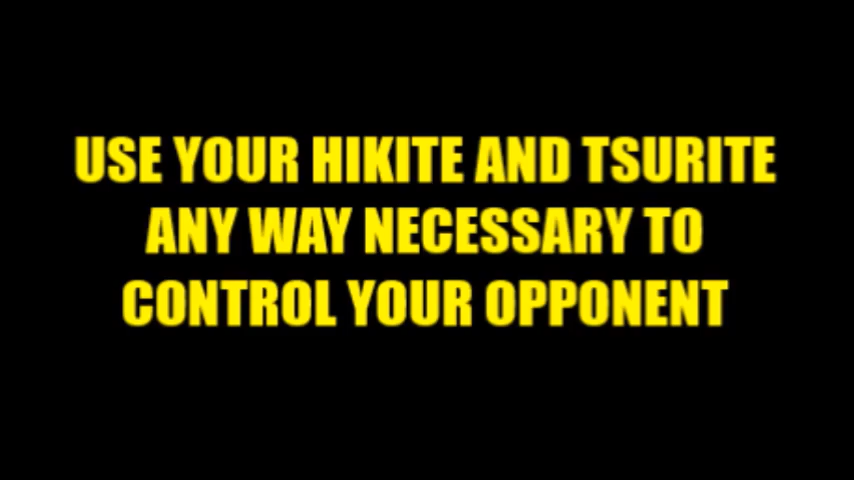 USE YOUR HIKITE AND TSURITE
ANY WAY NECESSARY TO
CONTROL YOUR OPPONENT